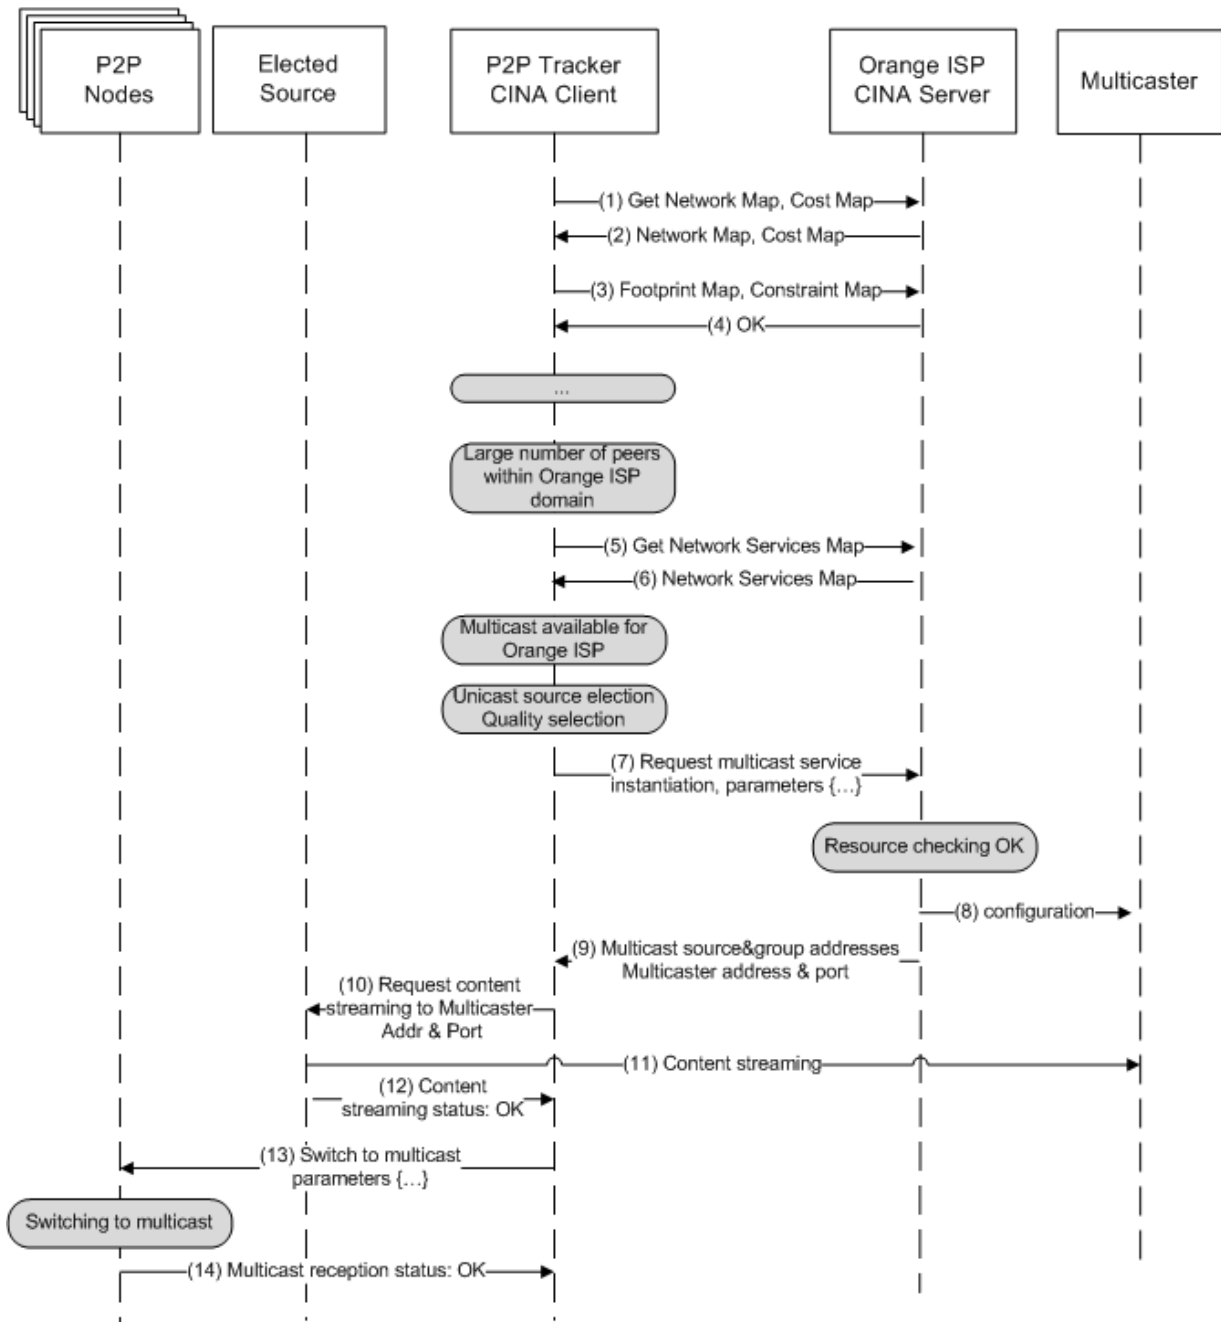 P2P
Nodes
Elected
Source
P2P Tracker
CINA Client
Orange ISP
CINA Server
Multicaster
(1) Get Network Map, Cost Map
(2) Network Map, Cost Map
(3) Footprint Map, Constraint Map
(4) OK
...
Large number of peers
within Orange ISP
domain
(5) Get Network Services Map
(6) Network Services Map
Multicast available for
Orange ISP
Unicast source election
Quality selection
(7) Request multicast service
instantiation, parameters {...}
Resource checking OK
(8) configuration
(9) Multicast source&group addresses
Multicaster address & port
(10) Request content
streaming to Multicaster
Addr & Port
(11) Content streaming
(12) Content
streaming status: OK
(13) Switch to multicast
parameters {...}
Switching to multicast
(14) Multicast reception status: OK